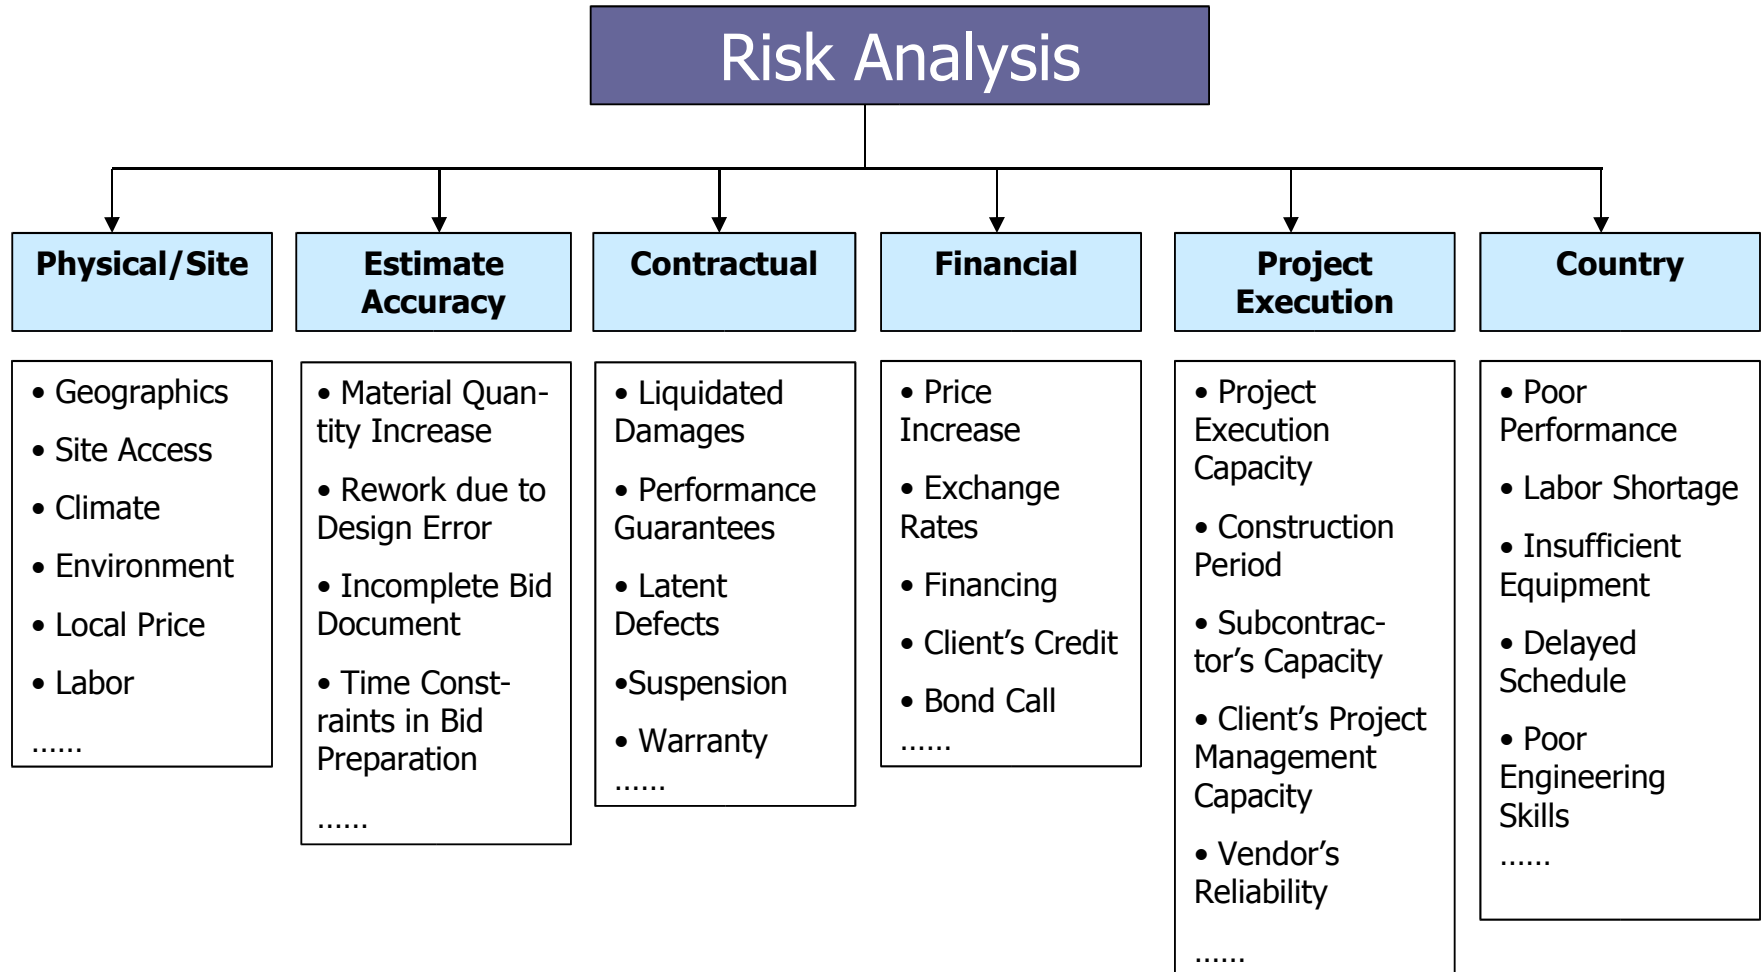 Risk Analysis
Physical/Site
• Geographics
• Site Access
• Climate
• Environment
• Local Price
• Labor
......
Estimate
Accuracy
• Material Quan-
tity Increase
• Rework due to
Design Error
• Incomplete Bid
Document
• Time Const-
raints in Bid
Preparation
......
Contractual
• Liquidated
Damages
• Performance
Guarantees
• Latent
Defects
•Suspension
• Warranty
......
Financial
• Price
Increase
• Exchange
Rates
• Financing
• Client’s Credit
• Bond Call
......
Project
Execution
• Project
Execution
Capacity
• Construction
Period
• Subcontrac-
tor’s Capacity
• Client’s Project
Management
Capacity
• Vendor’s
Reliability
......
Country
• Poor
Performance
• Labor Shortage
• Insufficient
Equipment
• Delayed
Schedule
• Poor
Engineering
Skills
......